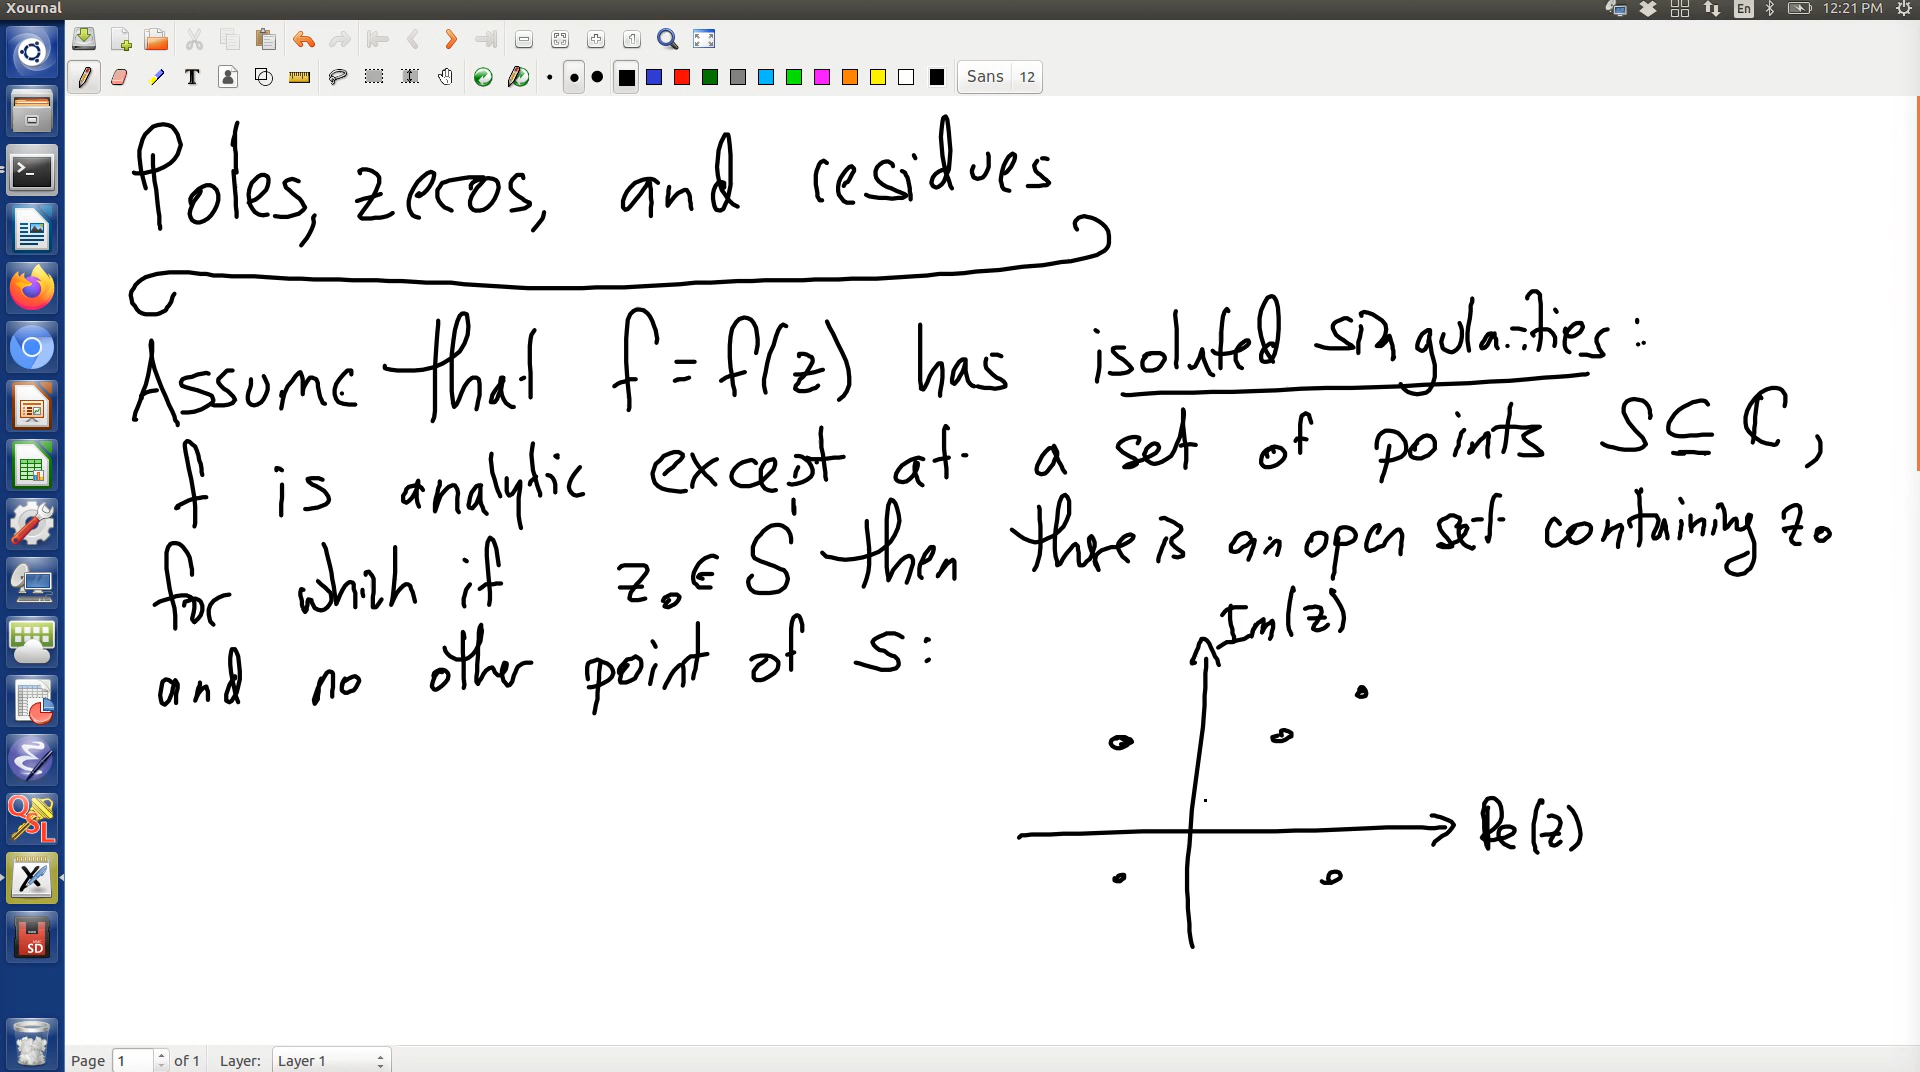 Xournal
En 12:21 PM
Sans 12
Poles, zeros, and residues
Assume that f = f(z) has isolated singularities:
f is analytic except at a set of points S ⊆ ℂ,
for which if z₀ ∈ S then there is an open set containing z₀
and no other point of S:
Im(z)
Re(z)
QSL
SD
Page 1 of 1 Layer: Layer 1